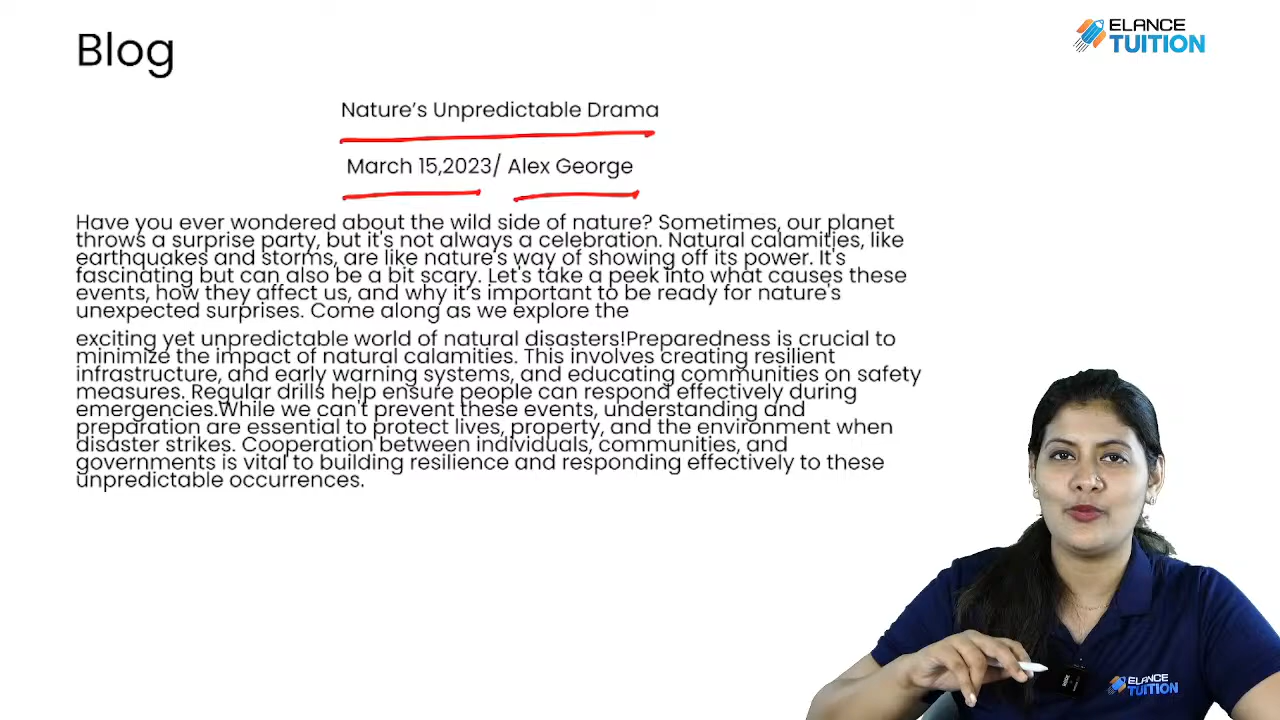 Blog
ELANCE
TUITION
Nature's Unpredictable Drama
March 15,2023/ Alex George
Have you ever wondered about the wild side of nature? Sometimes, our planet
throws a surprise party, but it's not always a celebration. Natural calamities, like
earthquakes and storms, are like nature's way of showing off its power. It's
fascinating but can also be a bit scary. Let's take a peek into what causes these
events, how they affect us, and why it's important to be ready for nature's
unexpected surprises. Come along as we explore the
exciting yet unpredictable world of natural disasters!Preparedness is crucial to
minimize the impact of natural calamities. This involves creating resilient
infrastructure, and early warning systems, and educating communities on safety
measures. Regular drills help ensure people can respond effectively during
emergencies.While we can't prevent these events, understanding and
preparation are essential to protect lives, property, and the environment when
disaster strikes. Cooperation between individuals, communities, and
governments is vital to building resilience and responding effectively to these
unpredictable occurrences.
ELANCE
TUITION